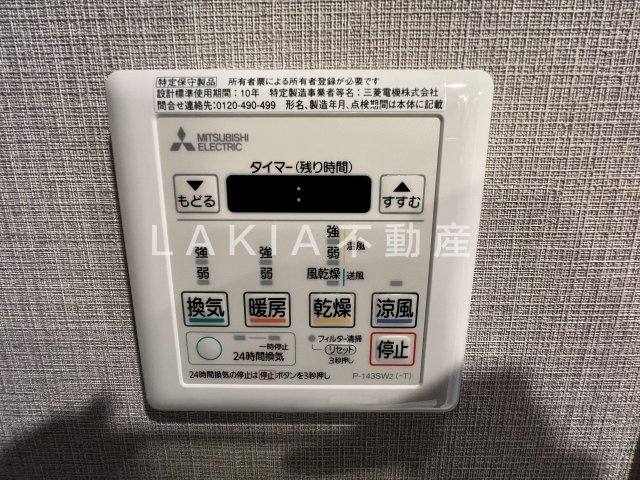 特定保守製品 所有者票による所有者登録が必要です
設計標準使用期間:10年 特定製造事業者等名:三菱電機株式会社
問合せ連絡先:0120-490-499 形名、製造年月、点検期間は本体に記載
MITSUBISHI
ELECTRIC
タイマー(残り時間)
▼
もどる
:
▲
すすむ
LAKIA不動産
強 強 強 温風
弱 弱 弱
風乾燥 送風
換気 暖房 乾燥 涼風
一時停止
24時間換気
フィルター清掃
リセット
3秒押し
停止
24時間換気の停止は停止ボタンを3秒押し
P-143SW2(-T)